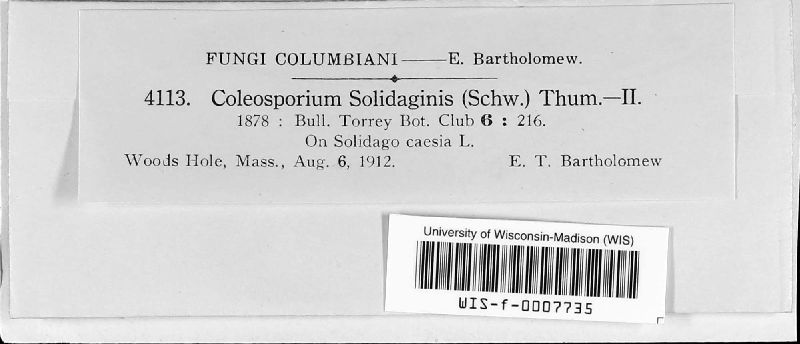 FUNGI COLUMBIANI——E. Bartholomew.
4113. Coleosporium Solidaginis (Schw.) Thum.—II.
1878 : Bull. Torrey Bot. Club 6 : 216.
On Solidago caesia L.
Woods Hole, Mass., Aug. 6, 1912. E. T. Bartholomew
University of Wisconsin-Madison (WIS)
WIS-f-0007735